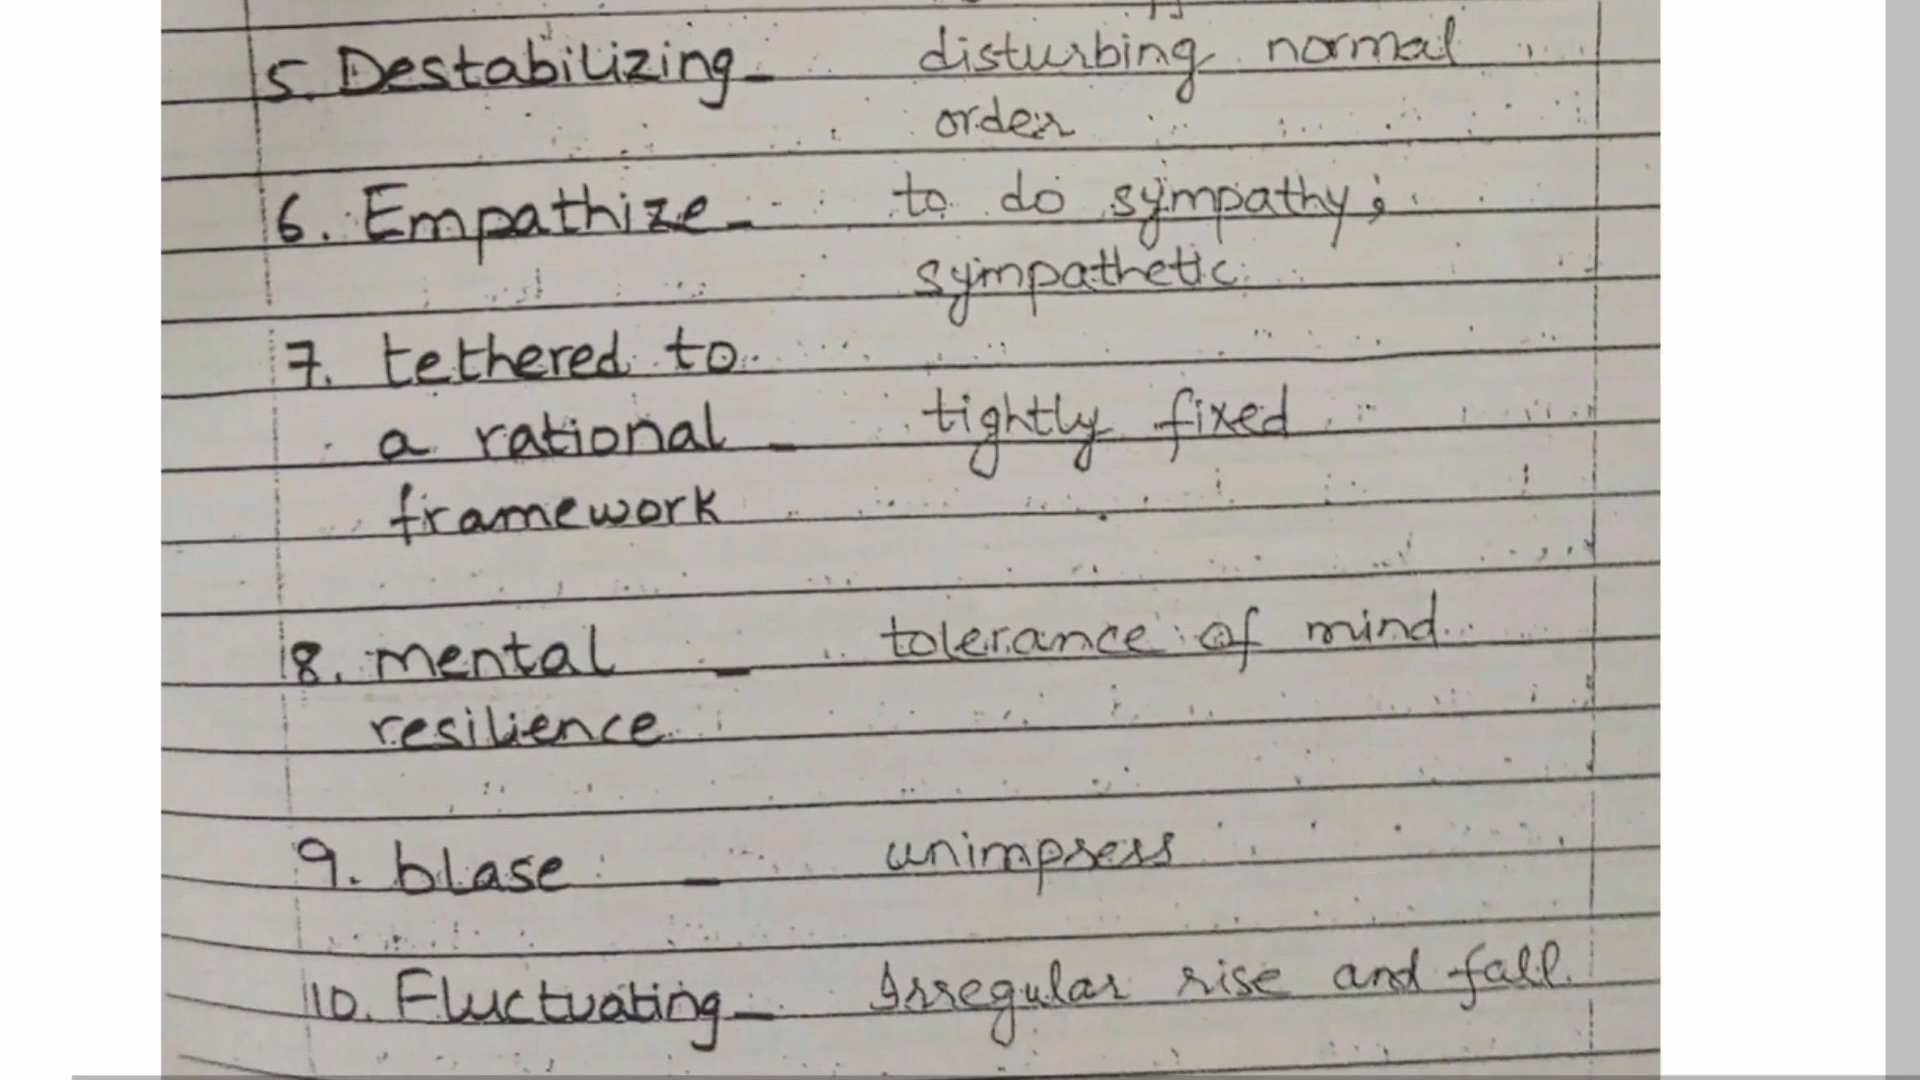 5. Destabilizing - disturbing normal
order
6. Empathize - to do sympathy;
sympathetic
7. tethered to
a rational - tightly fixed
framework
8. mental - tolerance of mind
resilience
9. blase - unimpress
10. Fluctuating - Irregular rise and fall.